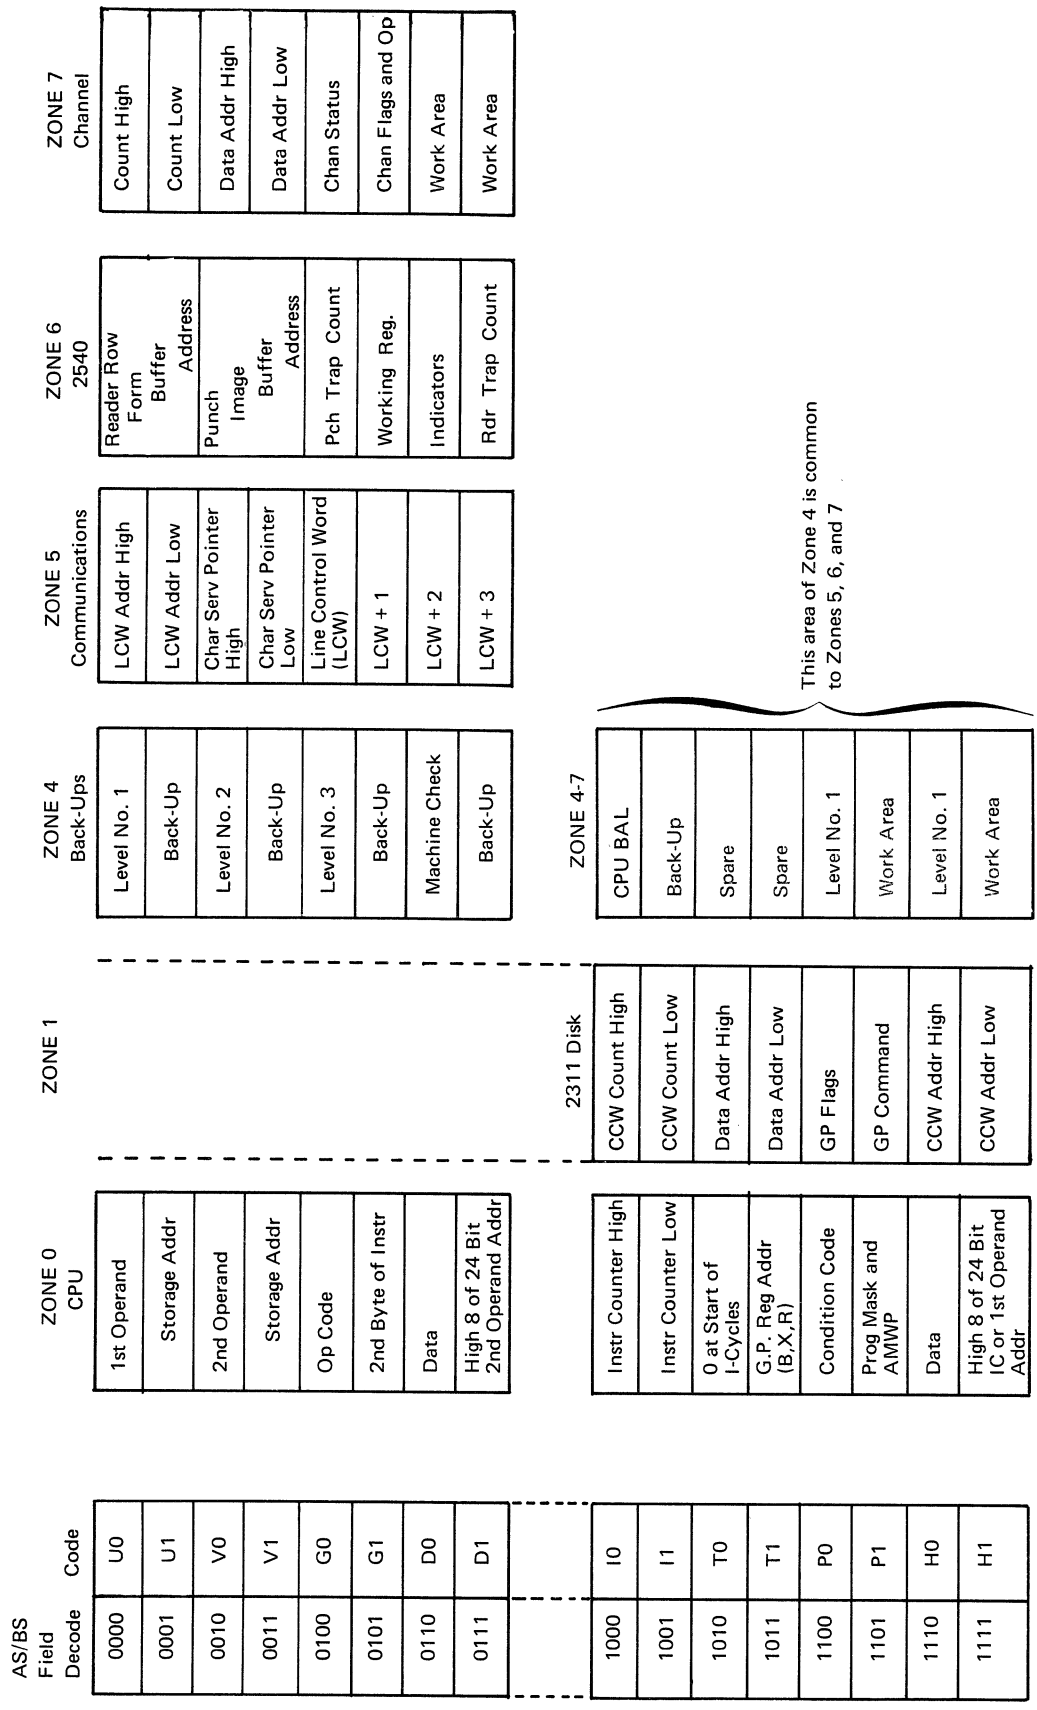 AS/BS
Field
Decode
Code
0000
U0
0001
U1
0010
V0
0011
V1
0100
G0
0101
G1
0110
D0
0111
D1
1000
I0
1001
I1
1010
T0
1011
T1
1100
P0
1101
P1
1110
H0
1111
H1
ZONE 0
CPU
1st Operand
Storage Addr
2nd Operand
Storage Addr
Op Code
2nd Byte of Instr
Data
High 8 of 24 Bit
2nd Operand Addr
Instr Counter High
Instr Counter Low
0 at Start of
I-Cycles
G.P. Reg Addr
(B,X,R)
Condition Code
Prog Mask and
AMWP
Data
High 8 of 24 Bit
IC or 1st Operand
Addr
ZONE 1
2311 Disk
CCW Count High
CCW Count Low
Data Addr High
Data Addr Low
GP Flags
GP Command
CCW Addr High
CCW Addr Low
ZONE 4
Back-Ups
Level No. 1
Back-Up
Level No. 2
Back-Up
Level No. 3
Back-Up
Machine Check
Back-Up
ZONE 4-7
CPU BAL
Back-Up
Spare
Spare
Level No. 1
Work Area
Level No. 1
Work Area
This area of Zone 4 is common
to Zones 5, 6, and 7
ZONE 5
Communications
LCW Addr High
LCW Addr Low
Char Serv Pointer
High
Char Serv Pointer
Low
Line Control Word
(LCW)
LCW + 1
LCW + 2
LCW + 3
ZONE 6
2540
Reader Row
Form
Buffer
Address
Punch
Image
Buffer
Address
Pch Trap Count
Working Reg.
Indicators
Rdr Trap Count
ZONE 7
Channel
Count High
Count Low
Data Addr High
Data Addr Low
Chan Status
Chan Flags and Op
Work Area
Work Area